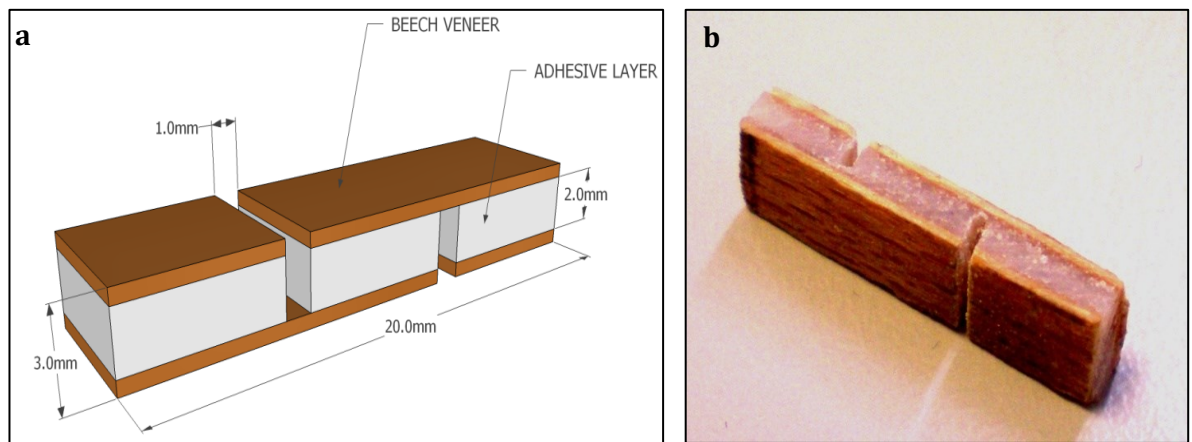 a
BEECH VENEER
ADHESIVE LAYER
1.0mm
2.0mm
20.0mm
3.0mm
b